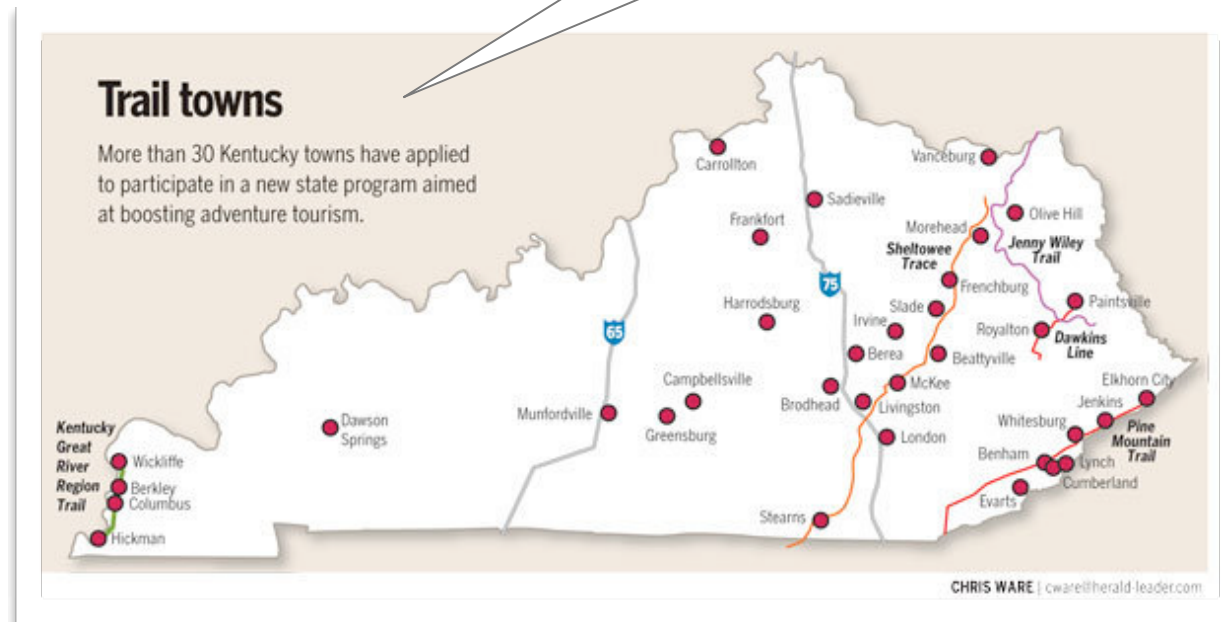 Trail towns
More than 30 Kentucky towns have applied
to participate in a new state program aimed
at boosting adventure tourism.
Carrollton
Vanceburg
Sadieville
Olive Hill
Frankfort
Morehead
Sheltowee
Trace
Jenny Wiley
Trail
75
Frenchburg
Harrodsburg
Slade
Paintsville
Irvine
Royalton
65
Dawkins
Line
Berea
Beattyville
Campbellsville
McKee
Elkhorn City
Brodhead
Livingston
Jenkins
Munfordville
Greensburg
Dawson
Springs
London
Whitesburg
Pine
Mountain
Trail
Kentucky
Great
River
Region
Trail
Wickliffe
Benham
Lynch
Cumberland
Berkley
Columbus
Evarts
Stearns
Hickman
CHRIS WARE | cware@herald-leader.com